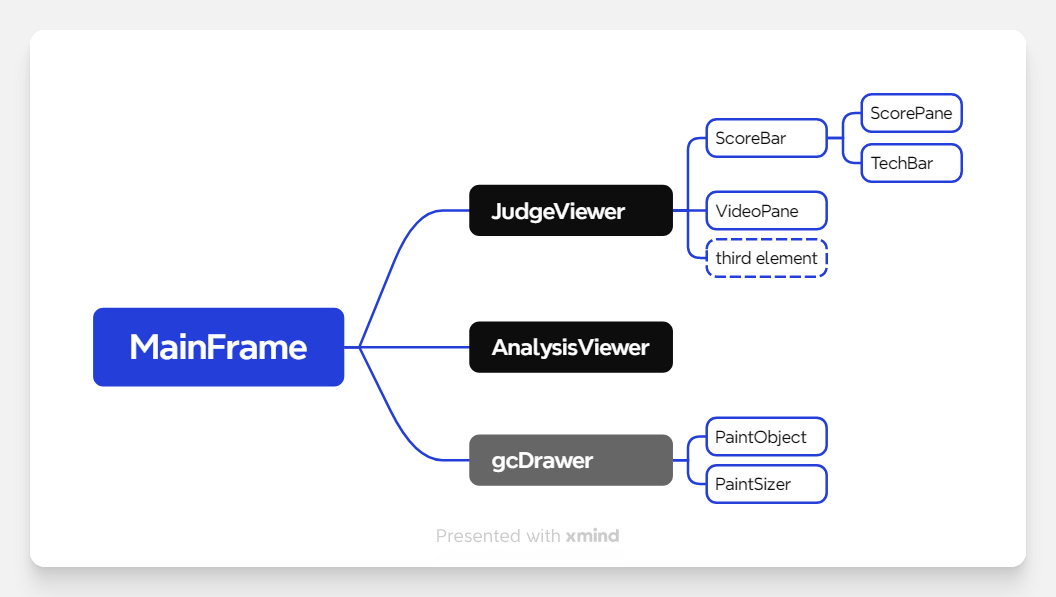 MainFrame
JudgeViewer
ScoreBar
ScorePane
TechBar
VideoPane
third element
AnalysisViewer
gcDrawer
PaintObject
PaintSizer
Presented with xmind